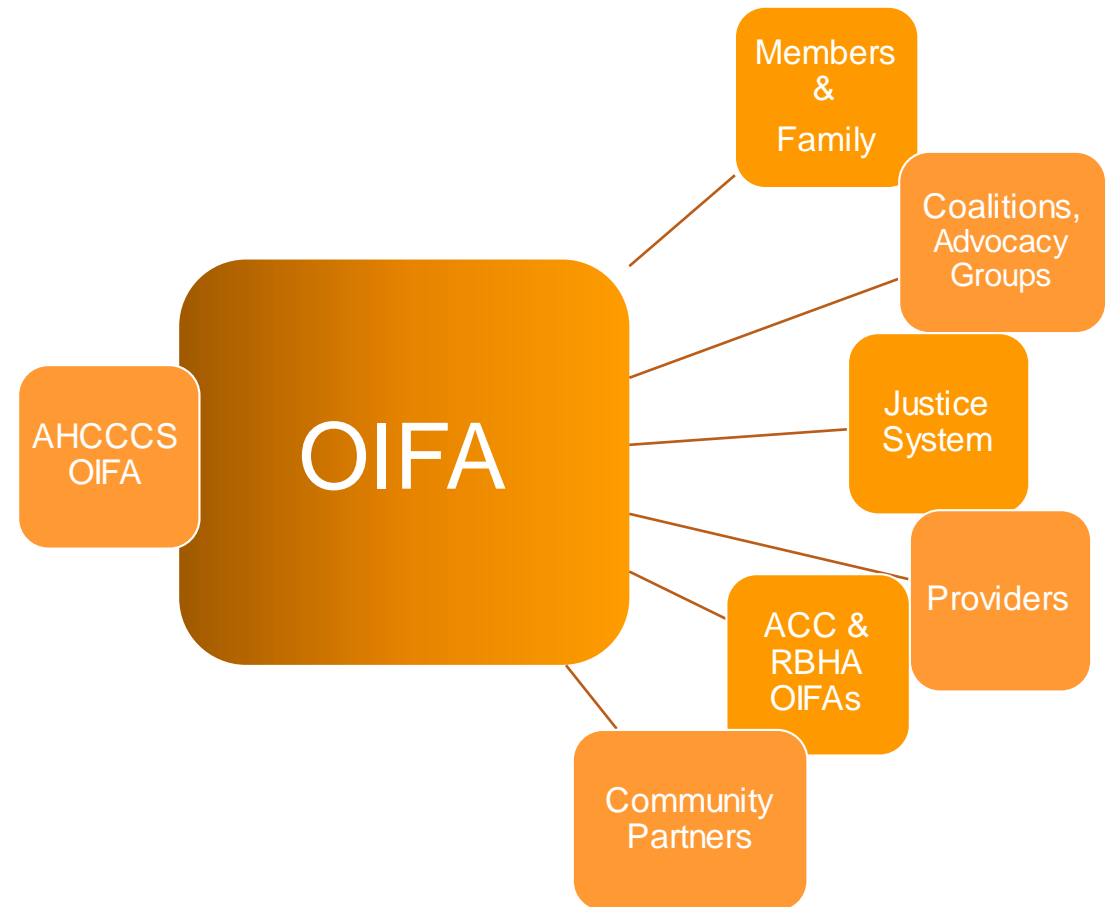 Members
&
Family
Coalitions,
Advocacy
Groups
Justice
System
AHCCCS
OIFA
OIFA
Providers
ACC &
RBHA
OIFAs
Community
Partners